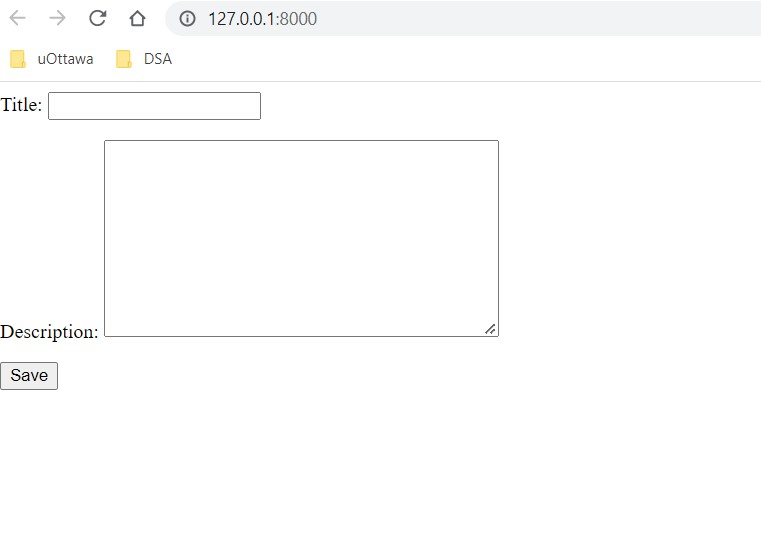 127.0.0.1:8000
uOttawa DSA
Title:
Description:
Save